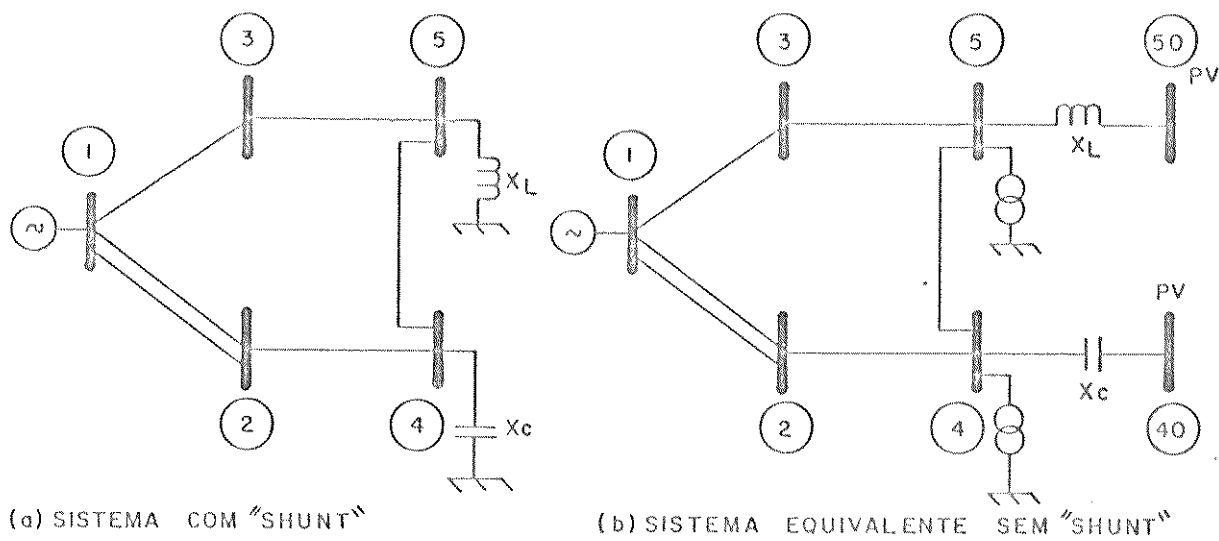 3
5
3
5
50
PV
1
XL
XL
1
~
~
PV
2
4
Xc
2
4
Xc
40
(a) SISTEMA COM "SHUNT"
(b) SISTEMA EQUIVALENTE SEM "SHUNT"